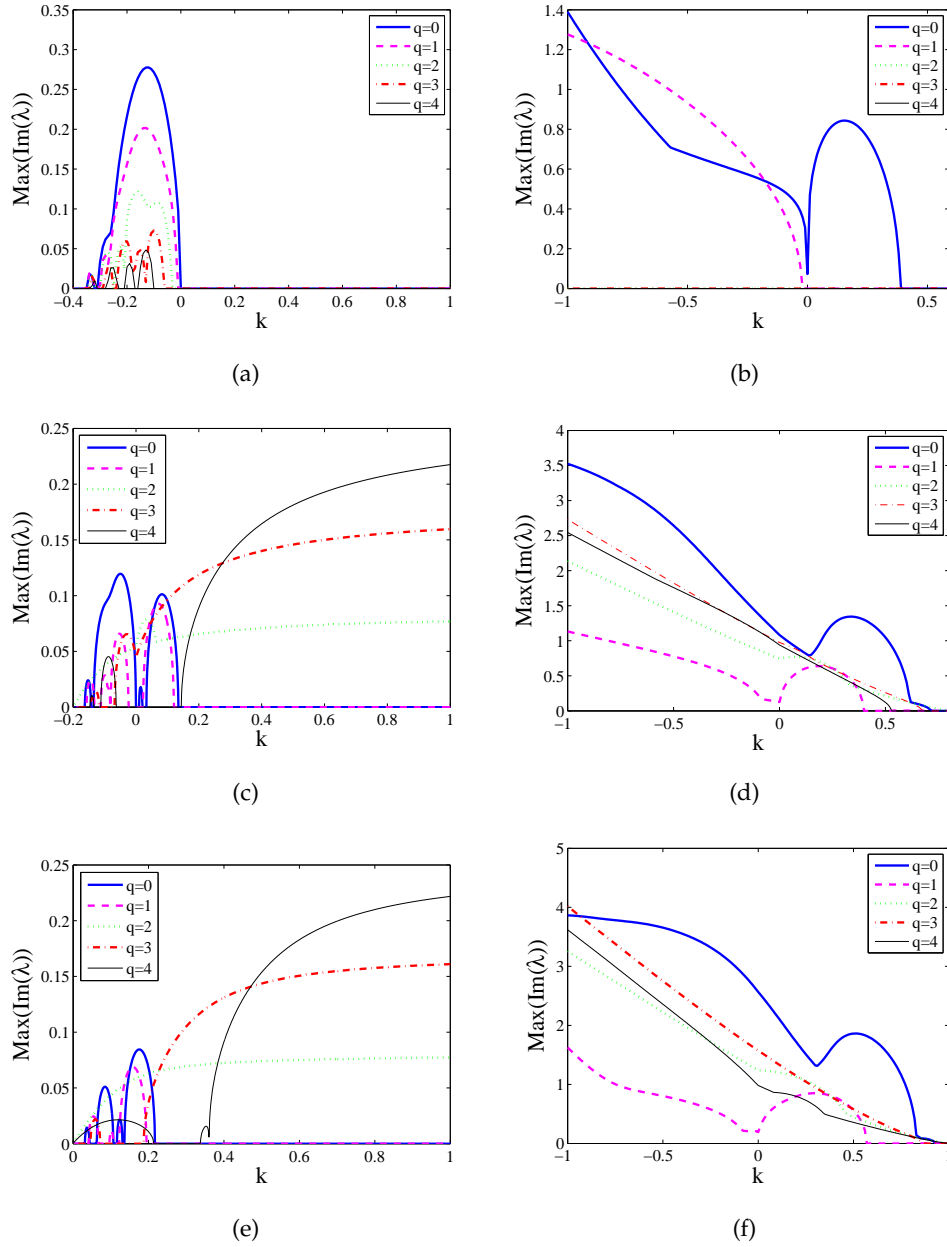 0.35
0.3
0.25
0.2
0.15
0.1
0.05
0
Max(Im(λ))
−0.4 −0.2 0 0.2 0.4 0.6 0.8 1
k
q=0
q=1
q=2
q=3
q=4
(a)
1.4
1.2
1
0.8
0.6
0.4
0.2
0
Max(Im(λ))
−1 −0.5 0 0.5
k
q=0
q=1
q=2
q=3
q=4
(b)
0.25
0.2
0.15
0.1
0.05
0
Max(Im(λ))
−0.2 0 0.2 0.4 0.6 0.8 1
k
q=0
q=1
q=2
q=3
q=4
(c)
4
3.5
3
2.5
2
1.5
1
0.5
0
Max(Im(λ))
−1 −0.5 0 0.5
k
q=0
q=1
q=2
q=3
q=4
(d)
0.25
0.2
0.15
0.1
0.05
0
Max(Im(λ))
0 0.2 0.4 0.6 0.8 1
k
q=0
q=1
q=2
q=3
q=4
(e)
5
4
3
2
1
0
Max(Im(λ))
−1 −0.5 0 0.5 1
k
q=0
q=1
q=2
q=3
q=4
(f)